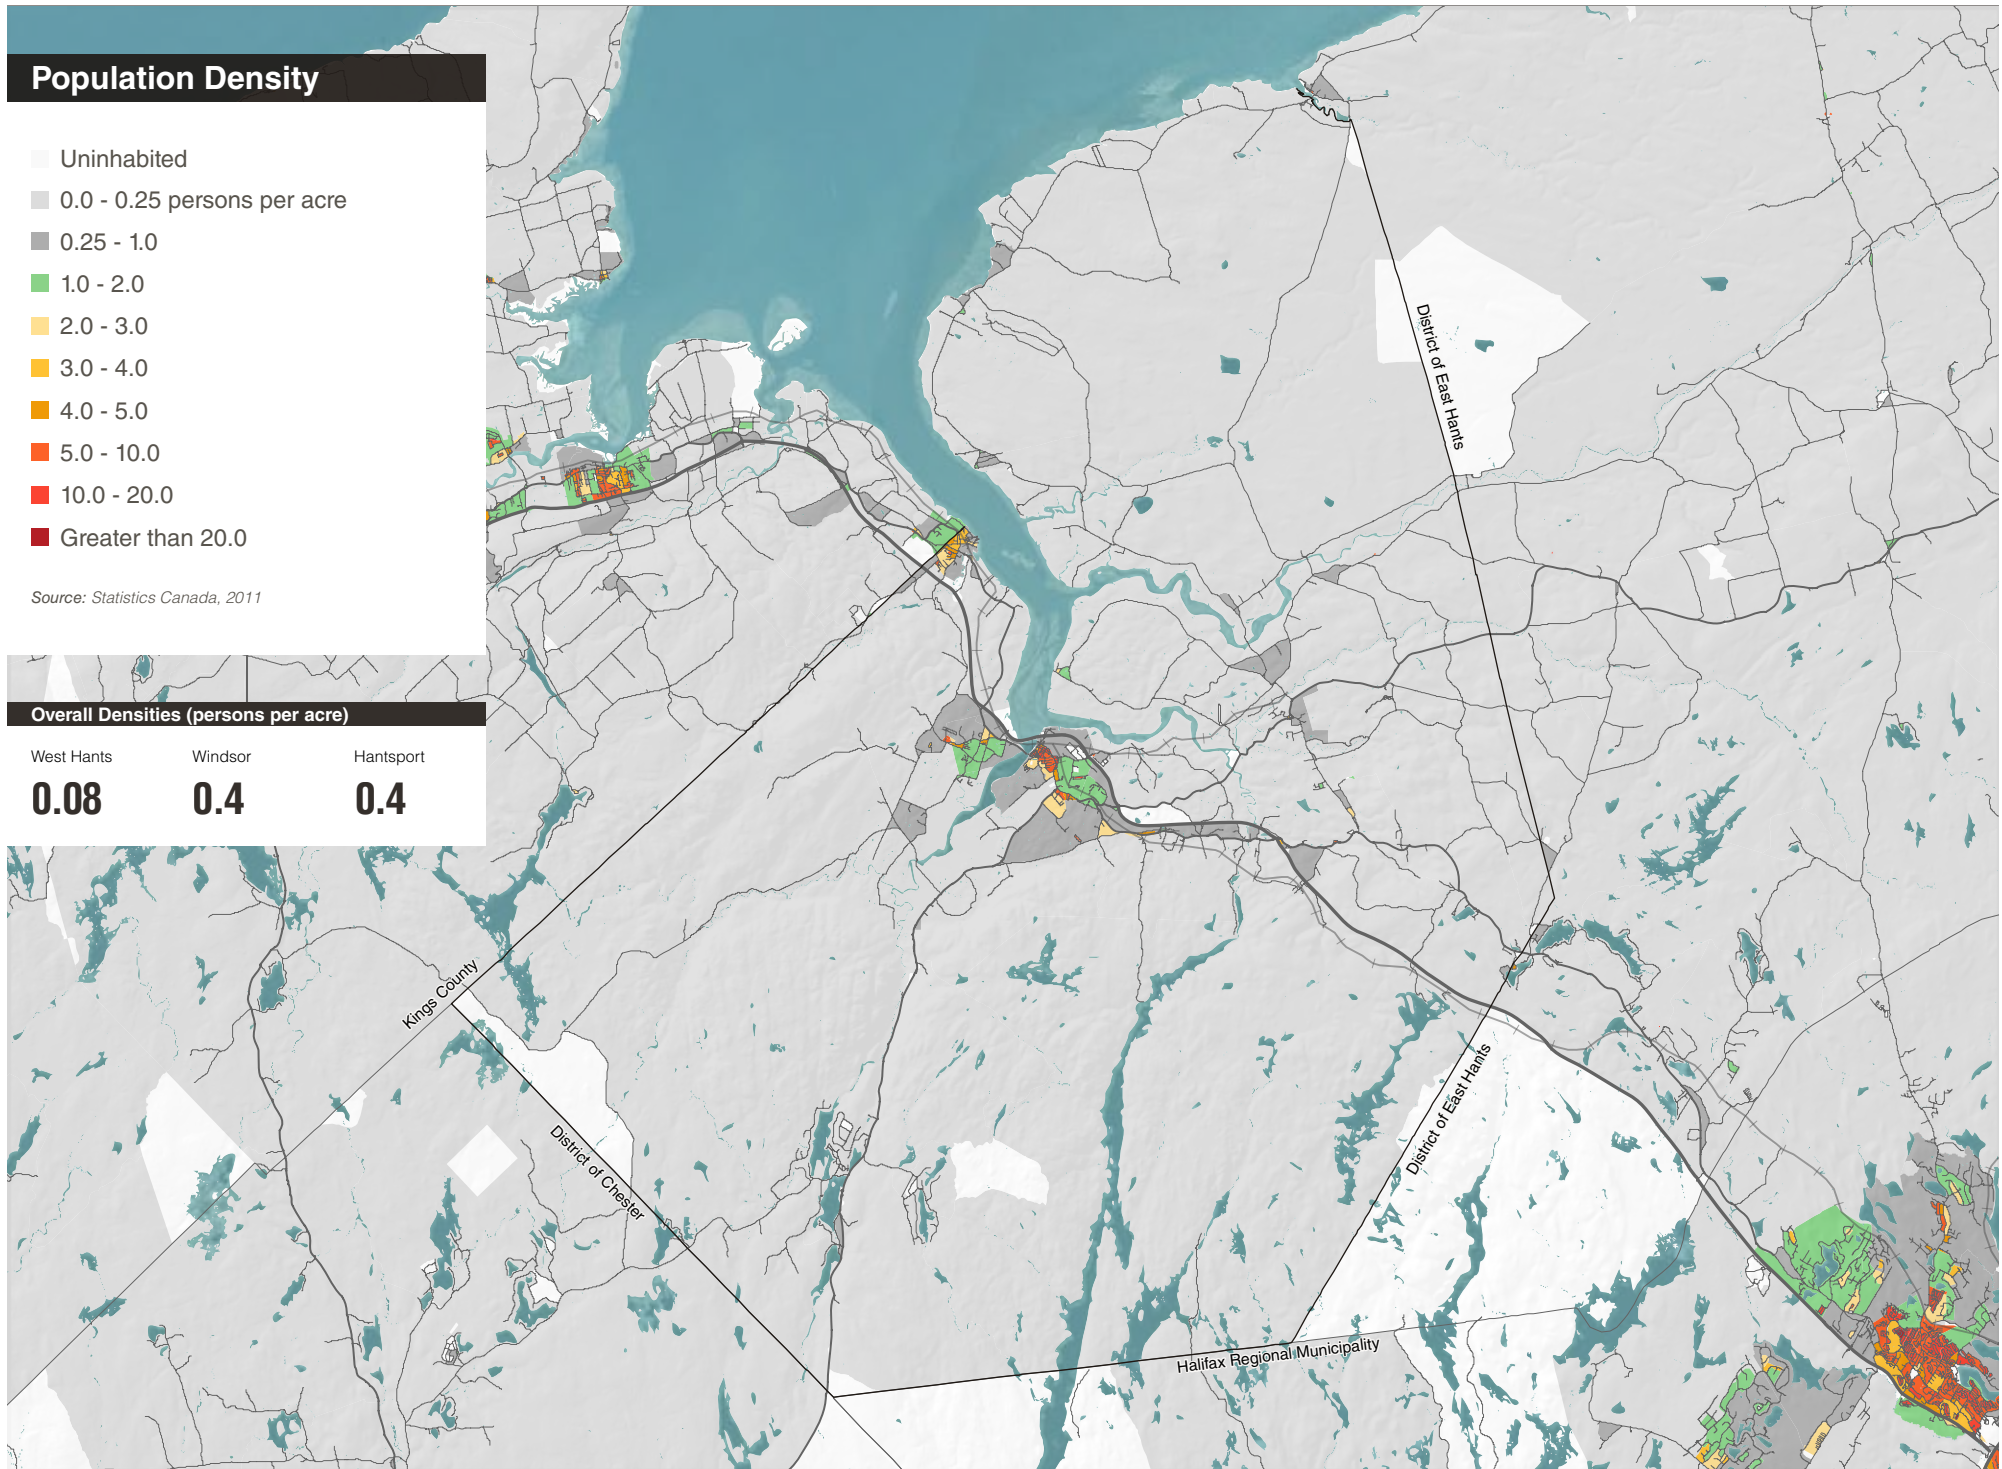 Population Density
Uninhabited
0.0 - 0.25 persons per acre
0.25 - 1.0
1.0 - 2.0
2.0 - 3.0
3.0 - 4.0
4.0 - 5.0
5.0 - 10.0
10.0 - 20.0
Greater than 20.0
Source: Statistics Canada, 2011
Overall Densities (persons per acre)
West Hants Windsor Hantsport
0.08 0.4 0.4
District of East Hants
Kings County
District of Chester
District of East Hants
Halifax Regional Municipality